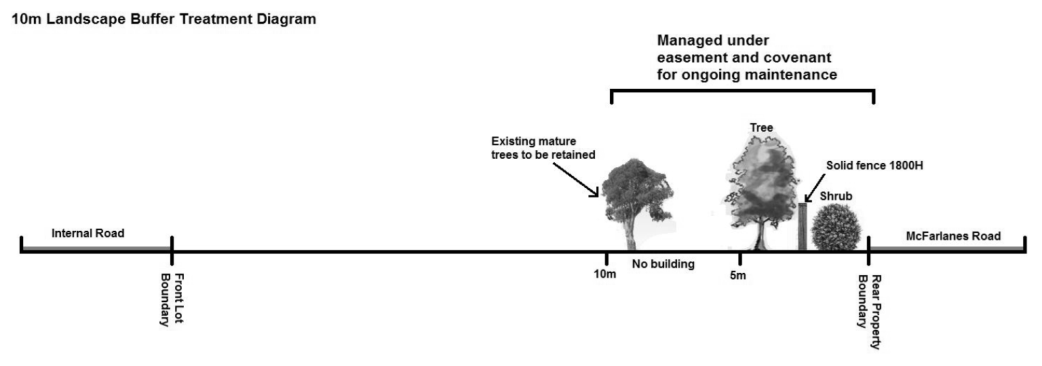 10m Landscape Buffer Treatment Diagram
Managed under
easement and covenant
for ongoing maintenance
Existing mature
trees to be retained
Tree
Solid fence 1800H
Shrub
Internal Road
McFarlanes Road
10m
No building
5m
Front Lot
Boundary
Rear Property
Boundary